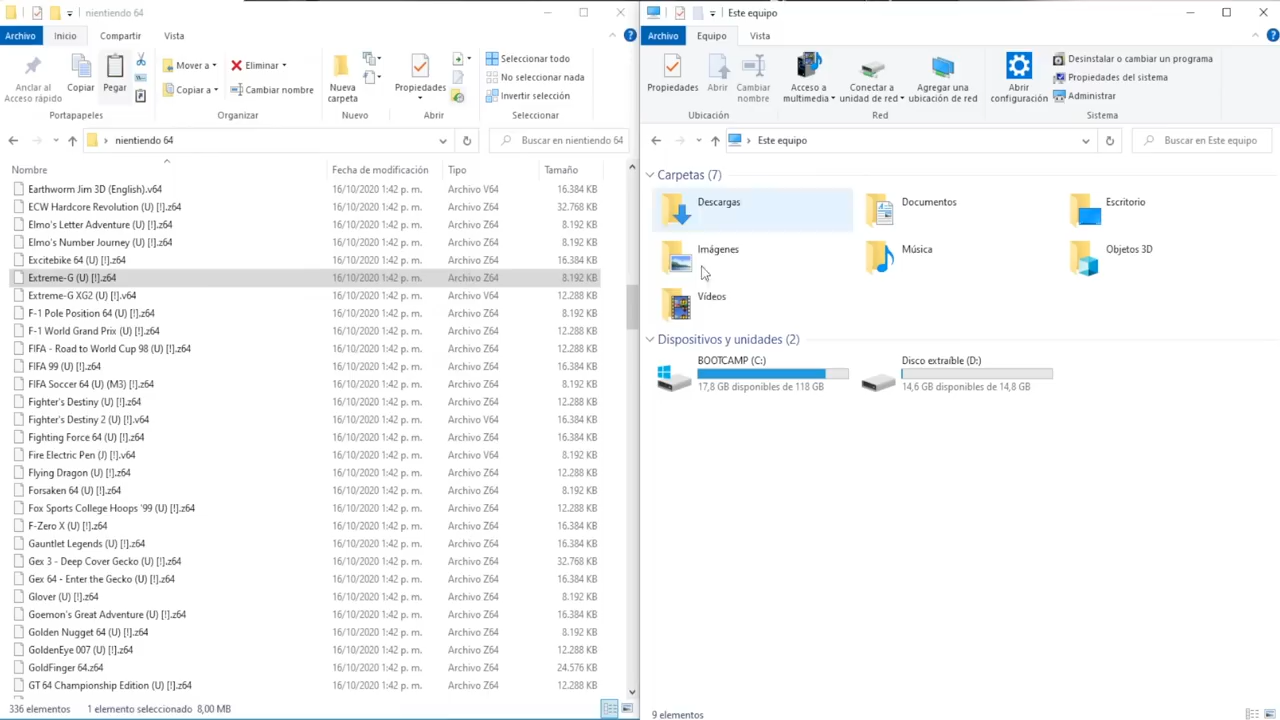 nientiendo 64
Archivo Inicio Compartir Vista
Anclar al Acceso rápido
Copiar
Pegar
Portapapeles
Mover a
Copiar a
Eliminar
Cambiar nombre
Organizar
Nueva carpeta
Nuevo
Propiedades
Abrir
Seleccionar todo
No seleccionar nada
Invertir selección
Seleccionar
nientiendo 64
Buscar en nientiendo 64
Nombre Fecha de modificación Tipo Tamaño
Earthworm Jim 3D (English).v64 16/10/2020 1:42 p. m. Archivo V64 16.384 KB
ECW Hardcore Revolution (U) [!].z64 16/10/2020 1:42 p. m. Archivo Z64 32.768 KB
Elmo's Letter Adventure (U) [!].z64 16/10/2020 1:42 p. m. Archivo Z64 8.192 KB
Elmo's Number Journey (U) [!].z64 16/10/2020 1:42 p. m. Archivo Z64 8.192 KB
Excitebike 64 (U) [!].z64 16/10/2020 1:42 p. m. Archivo Z64 16.384 KB
Extreme-G (U) [!].z64 16/10/2020 1:42 p. m. Archivo Z64 8.192 KB
Extreme-G XG2 (U) [!].v64 16/10/2020 1:42 p. m. Archivo V64 12.288 KB
F-1 Pole Position 64 (U) [!].z64 16/10/2020 1:42 p. m. Archivo Z64 8.192 KB
F-1 World Grand Prix (U) [!].z64 16/10/2020 1:42 p. m. Archivo Z64 12.288 KB
FIFA - Road to World Cup 98 (U) [!].z64 16/10/2020 1:42 p. m. Archivo Z64 12.288 KB
FIFA 99 (U) [!].z64 16/10/2020 1:42 p. m. Archivo Z64 16.384 KB
FIFA Soccer 64 (U) (M3) [!].z64 16/10/2020 1:42 p. m. Archivo Z64 8.192 KB
Fighter's Destiny (U) [!].z64 16/10/2020 1:42 p. m. Archivo Z64 12.288 KB
Fighter's Destiny 2 (U) [!].v64 16/10/2020 1:42 p. m. Archivo V64 16.384 KB
Fighting Force 64 (U) [!].z64 16/10/2020 1:42 p. m. Archivo Z64 16.384 KB
Fire Electric Pen (J) [!].v64 16/10/2020 1:42 p. m. Archivo V64 8.192 KB
Flying Dragon (U) [!].z64 16/10/2020 1:42 p. m. Archivo Z64 12.288 KB
Forsaken 64 (U) [!].z64 16/10/2020 1:42 p. m. Archivo Z64 8.192 KB
Fox Sports College Hoops '99 (U) [!].z64 16/10/2020 1:42 p. m. Archivo Z64 12.288 KB
F-Zero X (U) [!].z64 16/10/2020 1:42 p. m. Archivo Z64 16.384 KB
Gauntlet Legends (U) [!].z64 16/10/2020 1:42 p. m. Archivo Z64 16.384 KB
Gex 3 - Deep Cover Gecko (U) [!].z64 16/10/2020 1:42 p. m. Archivo Z64 32.768 KB
Gex 64 - Enter the Gecko (U) [!].z64 16/10/2020 1:42 p. m. Archivo Z64 16.384 KB
Glover (U) [!].z64 16/10/2020 1:42 p. m. Archivo Z64 8.192 KB
Goemon's Great Adventure (U) [!].z64 16/10/2020 1:42 p. m. Archivo Z64 16.384 KB
Golden Nugget 64 (U) [!].z64 16/10/2020 1:42 p. m. Archivo Z64 8.192 KB
GoldenEye 007 (U) [!].z64 16/10/2020 1:42 p. m. Archivo Z64 12.288 KB
GoldFinger 64.z64 16/10/2020 1:42 p. m. Archivo Z64 24.576 KB
GT 64 Championship Edition (U) [!].z64 16/10/2020 1:42 p. m. Archivo Z64 12.288 KB
336 elementos 1 elemento seleccionado 8,00 MB
Este equipo
Archivo Equipo Vista
Propiedades
Abrir
Cambiar nombre
Ubicación
Acceso a multimedia
Conectar a unidad de red
Agregar una ubicación de red
Red
Abrir configuración
Desinstalar o cambiar un programa
Propiedades del sistema
Administrar
Sistema
Este equipo
Buscar en Este equipo
Carpetas (7)
Descargas Documentos Escritorio
Imágenes Música Objetos 3D
Vídeos
Dispositivos y unidades (2)
BOOTCAMP (C:)
17,8 GB disponibles de 118 GB
Disco extraíble (D:)
14,6 GB disponibles de 14,8 GB
9 elementos